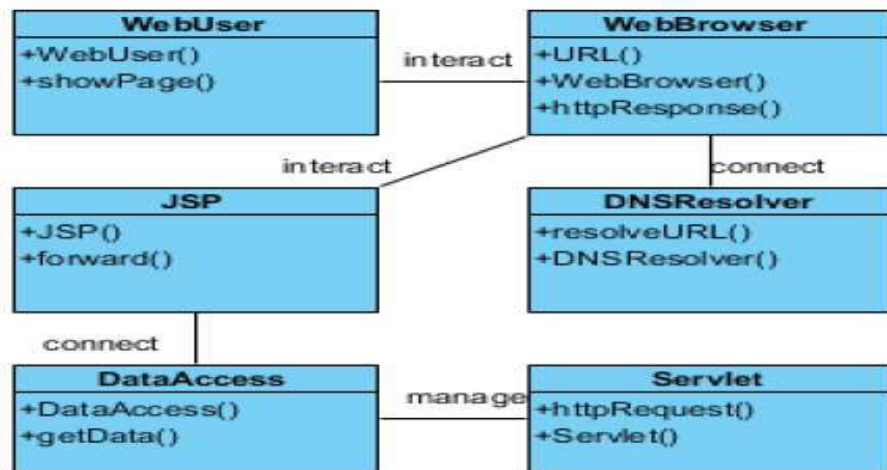 WebUser
+WebUser()
+showPage()
interact
WebBrowser
+URL()
+WebBrowser()
+httpResponse()
interact
connect
JSP
+JSP()
+forward()
DNSResolver
+resolveURL()
+DNSResolver()
connect
DataAccess
+DataAccess()
+getData()
manage
Servlet
+httpRequest()
+Servlet()